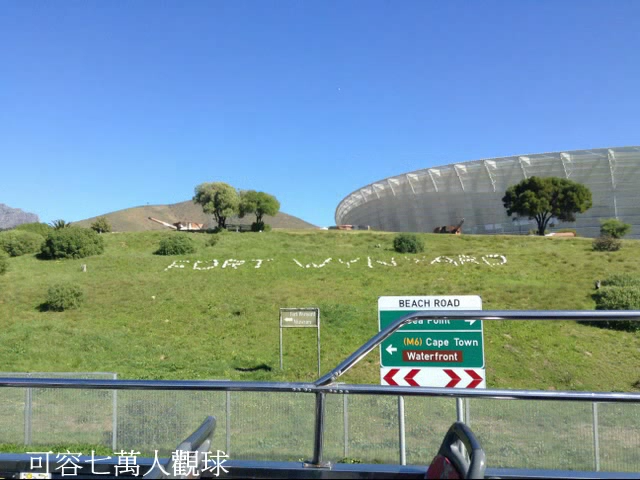 FORT WYNYARD
BEACH ROAD
Sea Point
(M6) Cape Town
Waterfront
可容七萬人觀球